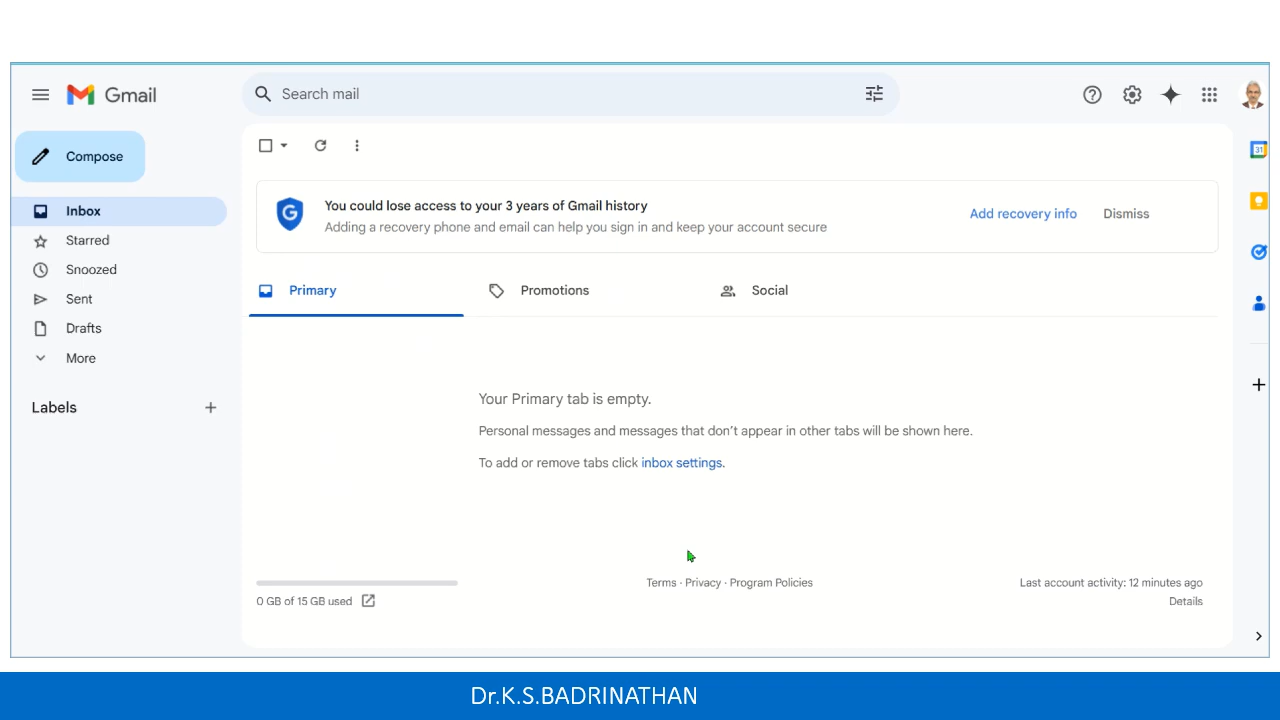 Gmail
Search mail
Compose
Inbox
Starred
Snoozed
Sent
Drafts
More
Labels
You could lose access to your 3 years of Gmail history
Adding a recovery phone and email can help you sign in and keep your account secure
Add recovery info
Dismiss
Primary
Promotions
Social
Your Primary tab is empty.
Personal messages and messages that don’t appear in other tabs will be shown here.
To add or remove tabs click inbox settings.
0 GB of 15 GB used
Terms · Privacy · Program Policies
Last account activity: 12 minutes ago
Details
31
Dr.K.S.BADRINATHAN